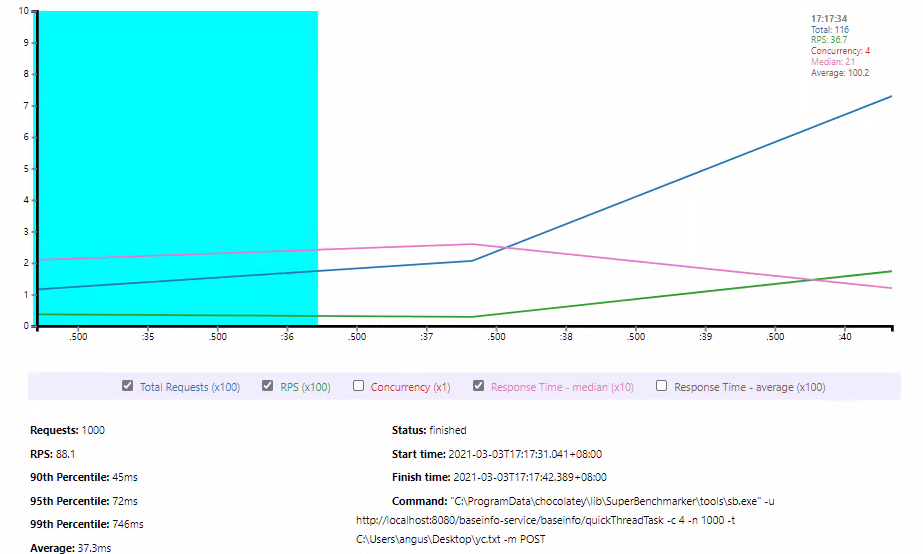 10
9
8
7
6
5
4
3
2
1
0
17:17:34
Total: 116
RPS: 36.7
Concurrency: 4
Median: 21
Average: 100.2
.500 :35 .500 :36 .500 :37 .500 :38 .500 :39 .500 :40
Total Requests (x100) RPS (x100) Concurrency (x1) Response Time - median (x10) Response Time - average (x100)
Requests: 1000
RPS: 88.1
90th Percentile: 45ms
95th Percentile: 72ms
99th Percentile: 746ms
Average: 37.3ms
Status: finished
Start time: 2021-03-03T17:17:31.041+08:00
Finish time: 2021-03-03T17:17:42.389+08:00
Command: "C:\ProgramData\chocolatey\lib\SuperBenchmarker\tools\sb.exe" -u
http://localhost:8080/baseinfo-service/baseinfo/quickThreadTask -c 4 -n 1000 -t
C:\Users\angus\Desktop\yc.txt -m POST